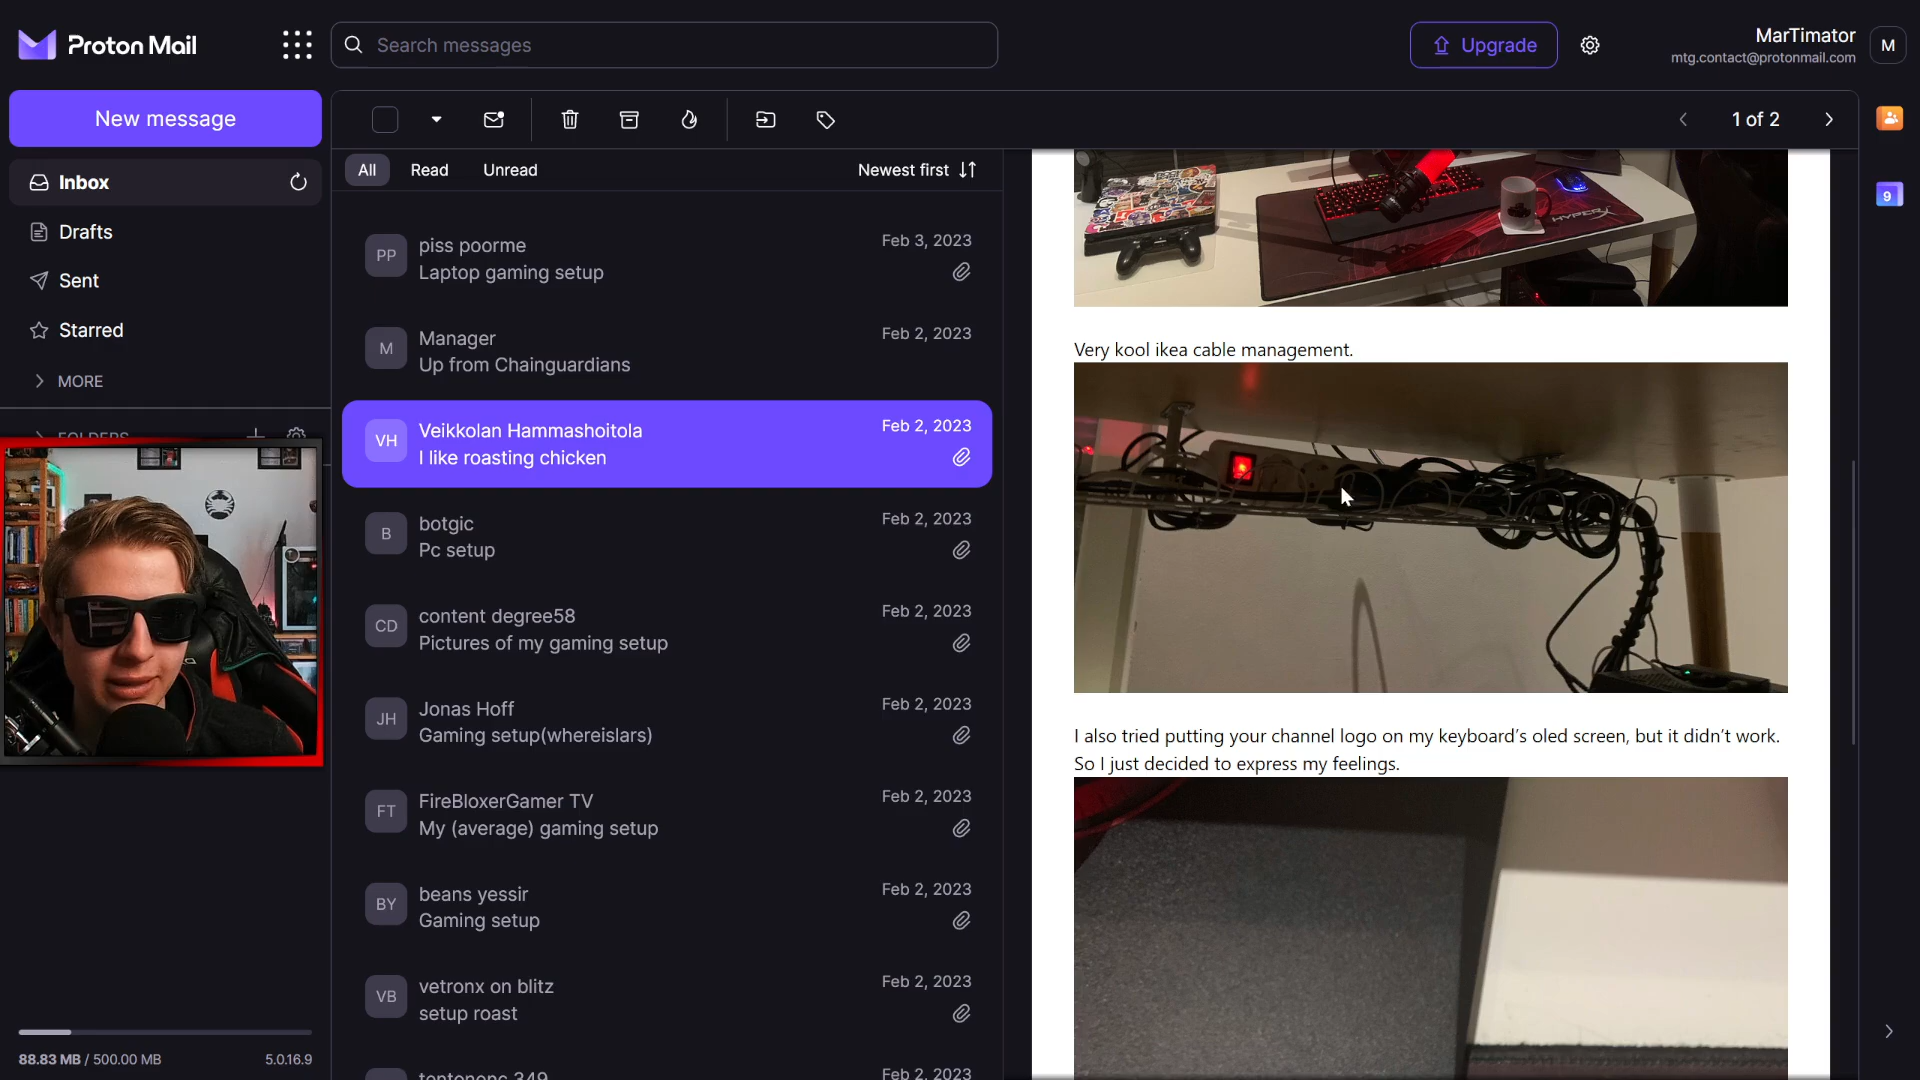 Proton Mail
Search messages
Upgrade
MarTimator
mtg.contact@protonmail.com
M
New message
1 of 2
9
Inbox
Drafts
Sent
Starred
MORE
FOLDERS
All
Read
Unread
Newest first
PP
piss poorme
Feb 3, 2023
Laptop gaming setup
M
Manager
Feb 2, 2023
Up from Chainguardians
VH
Veikkolan Hammashoitola
Feb 2, 2023
I like roasting chicken
B
botgic
Feb 2, 2023
Pc setup
CD
content degree58
Feb 2, 2023
Pictures of my gaming setup
JH
Jonas Hoff
Feb 2, 2023
Gaming setup(whereislars)
FT
FireBloxerGamer TV
Feb 2, 2023
My (average) gaming setup
BY
beans yessir
Feb 2, 2023
Gaming setup
VB
vetronx on blitz
Feb 2, 2023
setup roast
Feb 2, 2023
HYPERX
Very kool ikea cable management.
I also tried putting your channel logo on my keyboard's oled screen, but it didn't work.
So I just decided to express my feelings.
88.83 MB / 500.00 MB
5.0.16.9